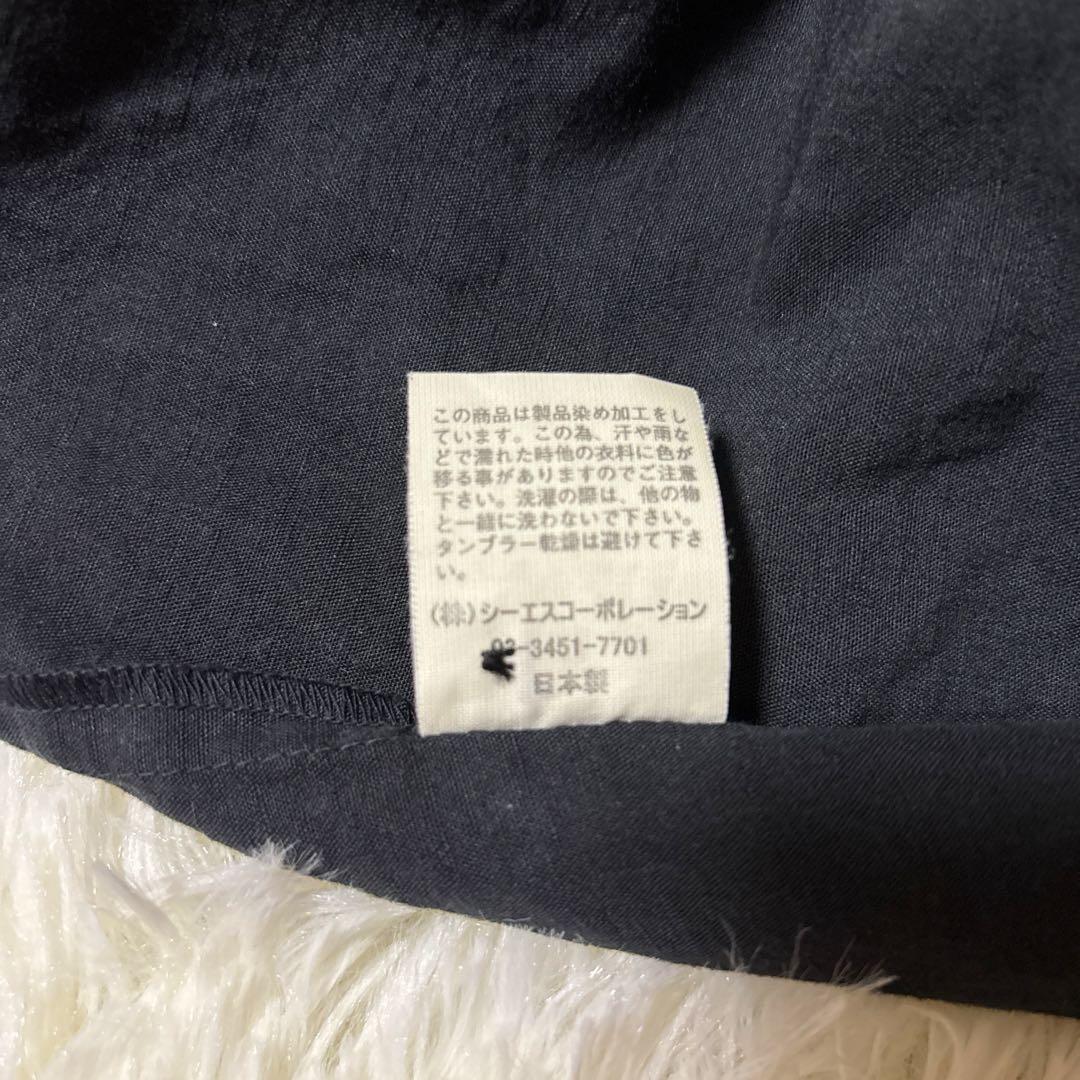 この商品は製品染め加工をし
ています。この為、汗や雨な
どで濡れた時他の衣料に色が
移る事がありますのでご注意
下さい。洗濯の際は、他の物
と一緒に洗わないで下さい。
タンブラー乾燥は避けて下さ
い。
(株)シーエスコーポレーション
03-3451-7701
日本製